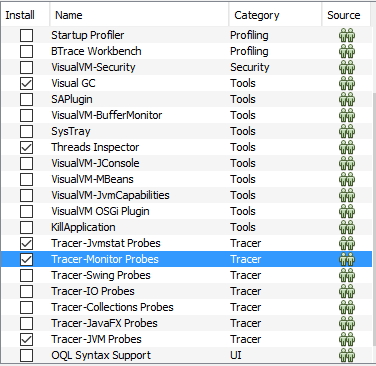 Install Name Category Source
Startup Profiler Profiling
BTrace Workbench Profiling
VisualVM-Security Security
Visual GC Tools
SAPlugin Tools
VisualVM-BufferMonitor Tools
SysTray Tools
Threads Inspector Tools
VisualVM-JConsole Tools
VisualVM-MBeans Tools
VisualVM-JvmCapabilities Tools
VisualVM OSGi Plugin Tools
KillApplication Tools
Tracer-Jvmstat Probes Tracer
Tracer-Monitor Probes Tracer
Tracer-Swing Probes Tracer
Tracer-IO Probes Tracer
Tracer-Collections Probes Tracer
Tracer-JavaFX Probes Tracer
Tracer-JVM Probes Tracer
OQL Syntax Support UI